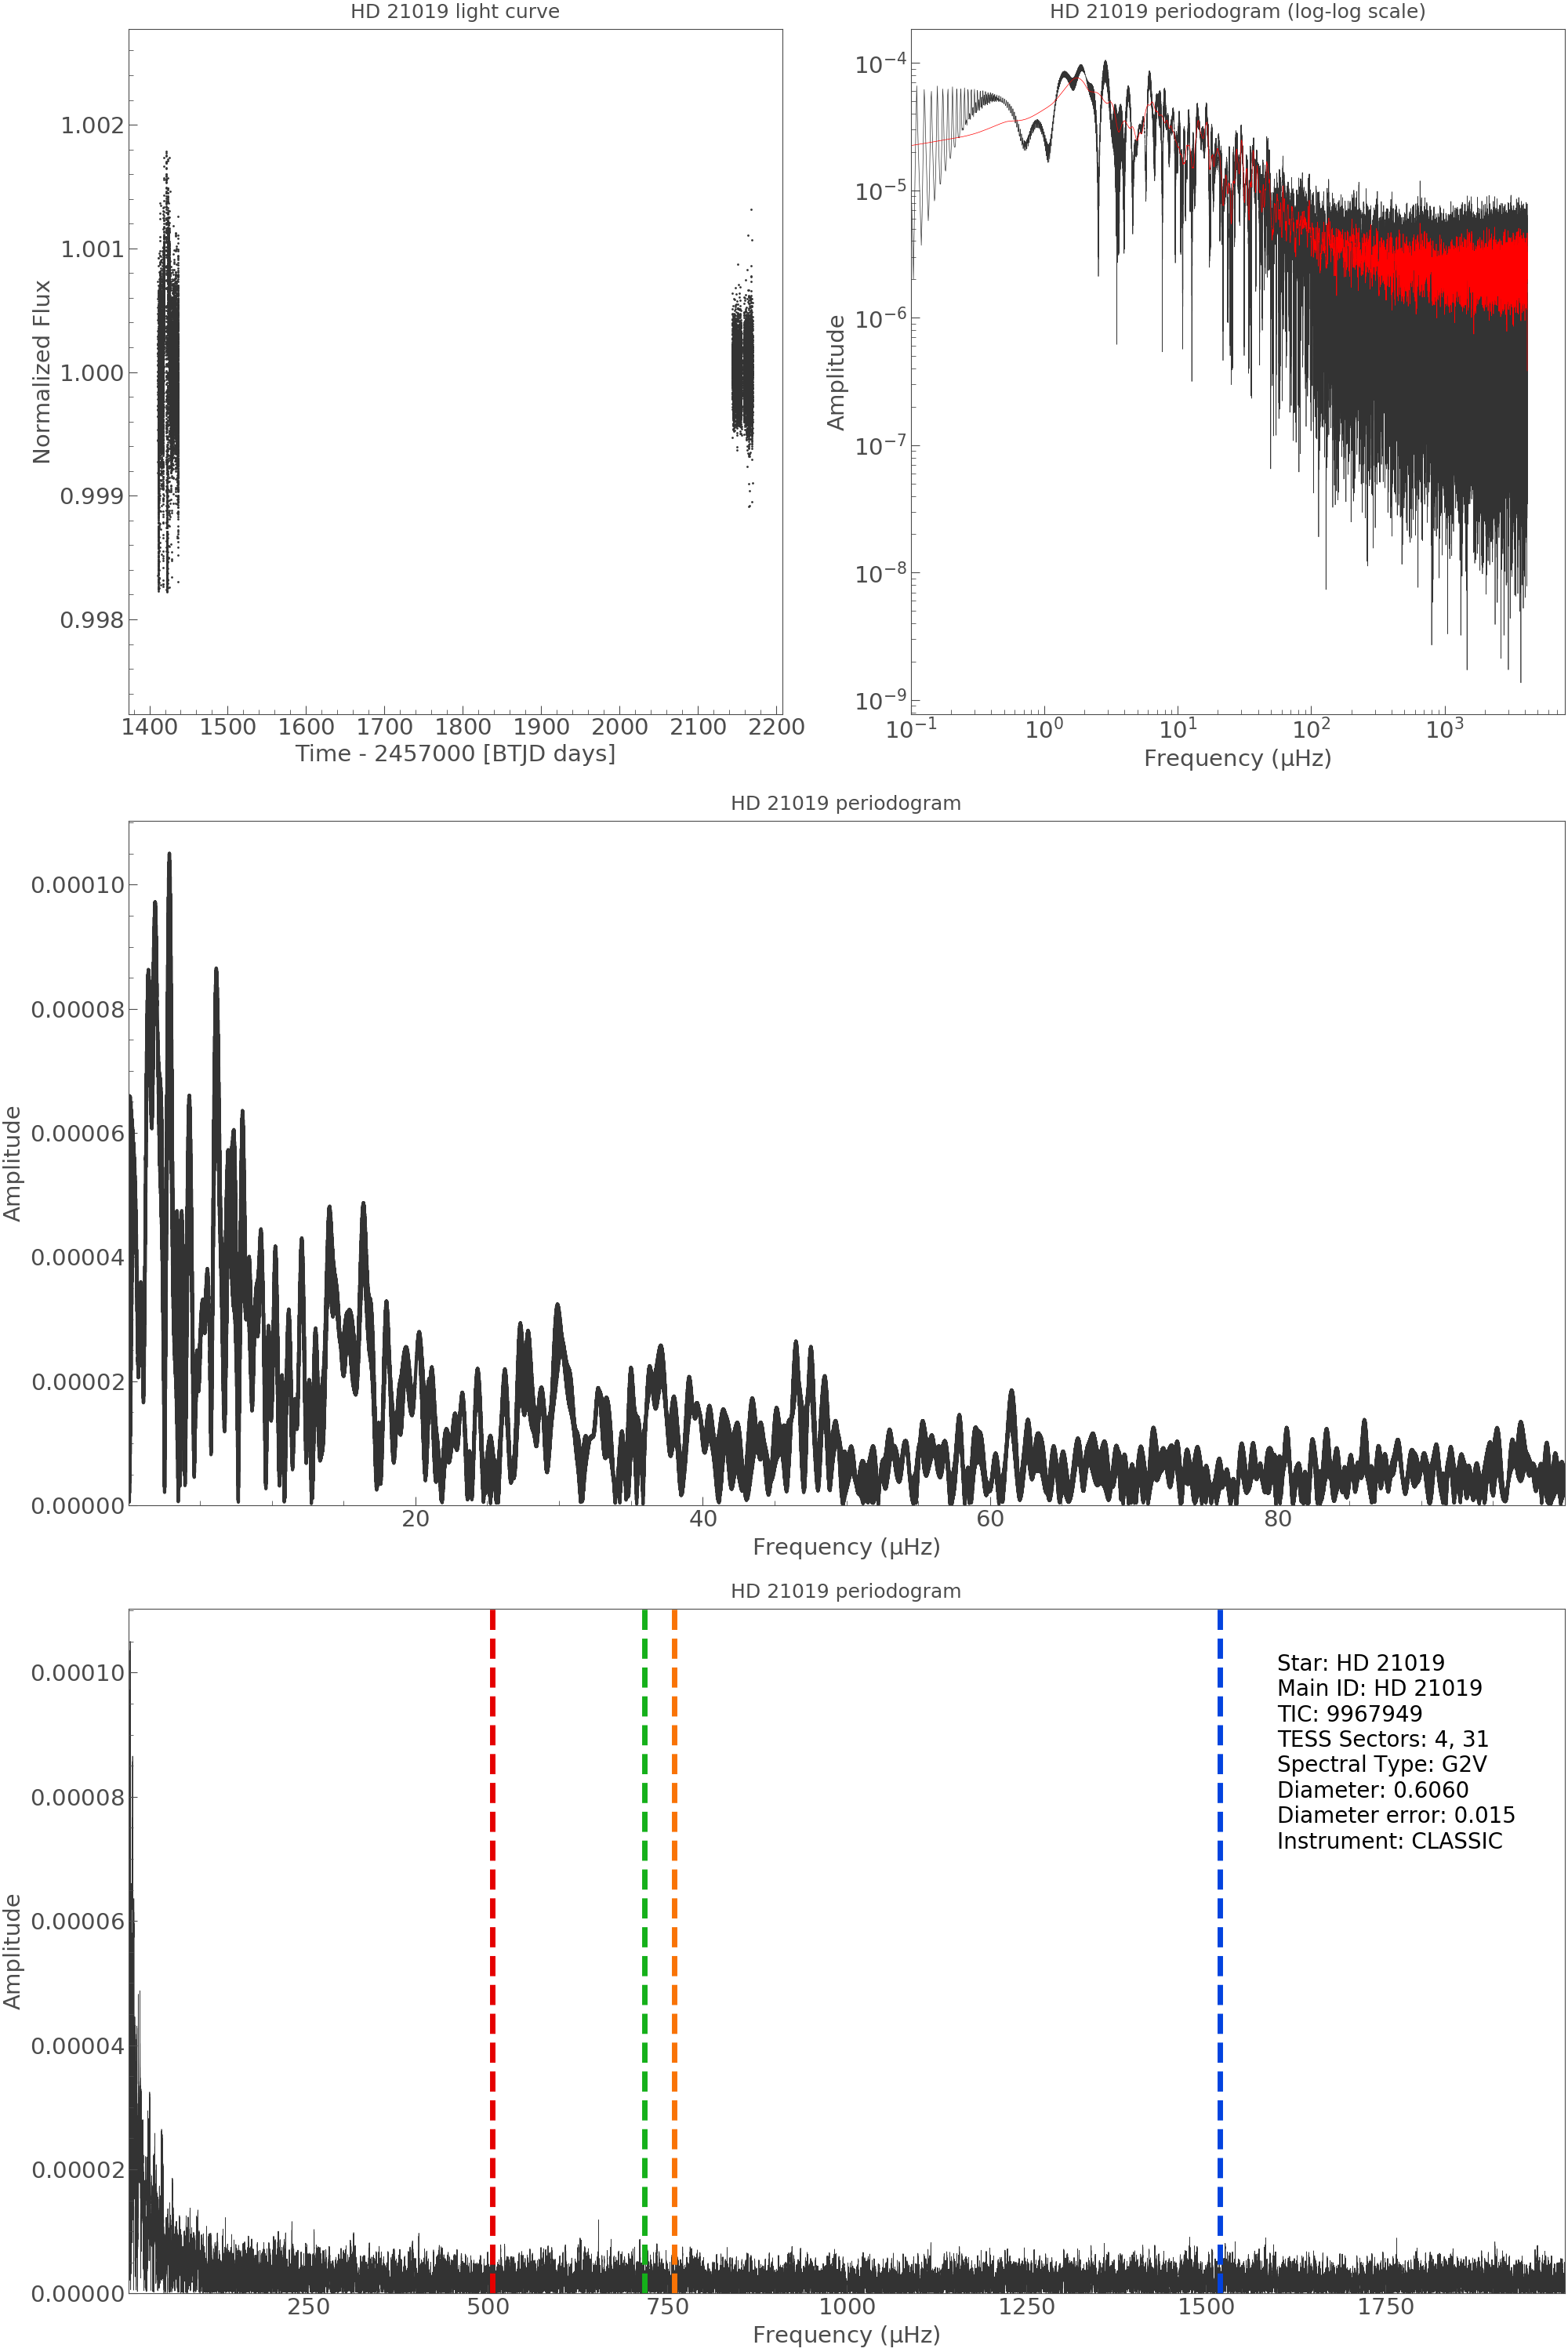 HD 21019 light curve
Normalized Flux
1.002
1.001
1.000
0.999
0.998
1400 1500 1600 1700 1800 1900 2000 2100 2200
Time - 2457000 [BTJD days]
HD 21019 periodogram (log-log scale)
Amplitude
10⁻⁴
10⁻⁵
10⁻⁶
10⁻⁷
10⁻⁸
10⁻⁹
10⁻¹ 10⁰ 10¹ 10² 10³
Frequency (μHz)
HD 21019 periodogram
Amplitude
0.00010
0.00008
0.00006
0.00004
0.00002
0.00000
20 40 60 80
Frequency (μHz)
HD 21019 periodogram
Amplitude
0.00010
0.00008
0.00006
0.00004
0.00002
0.00000
Star: HD 21019
Main ID: HD 21019
TIC: 9967949
TESS Sectors: 4, 31
Spectral Type: G2V
Diameter: 0.6060
Diameter error: 0.015
Instrument: CLASSIC
250 500 750 1000 1250 1500 1750
Frequency (μHz)